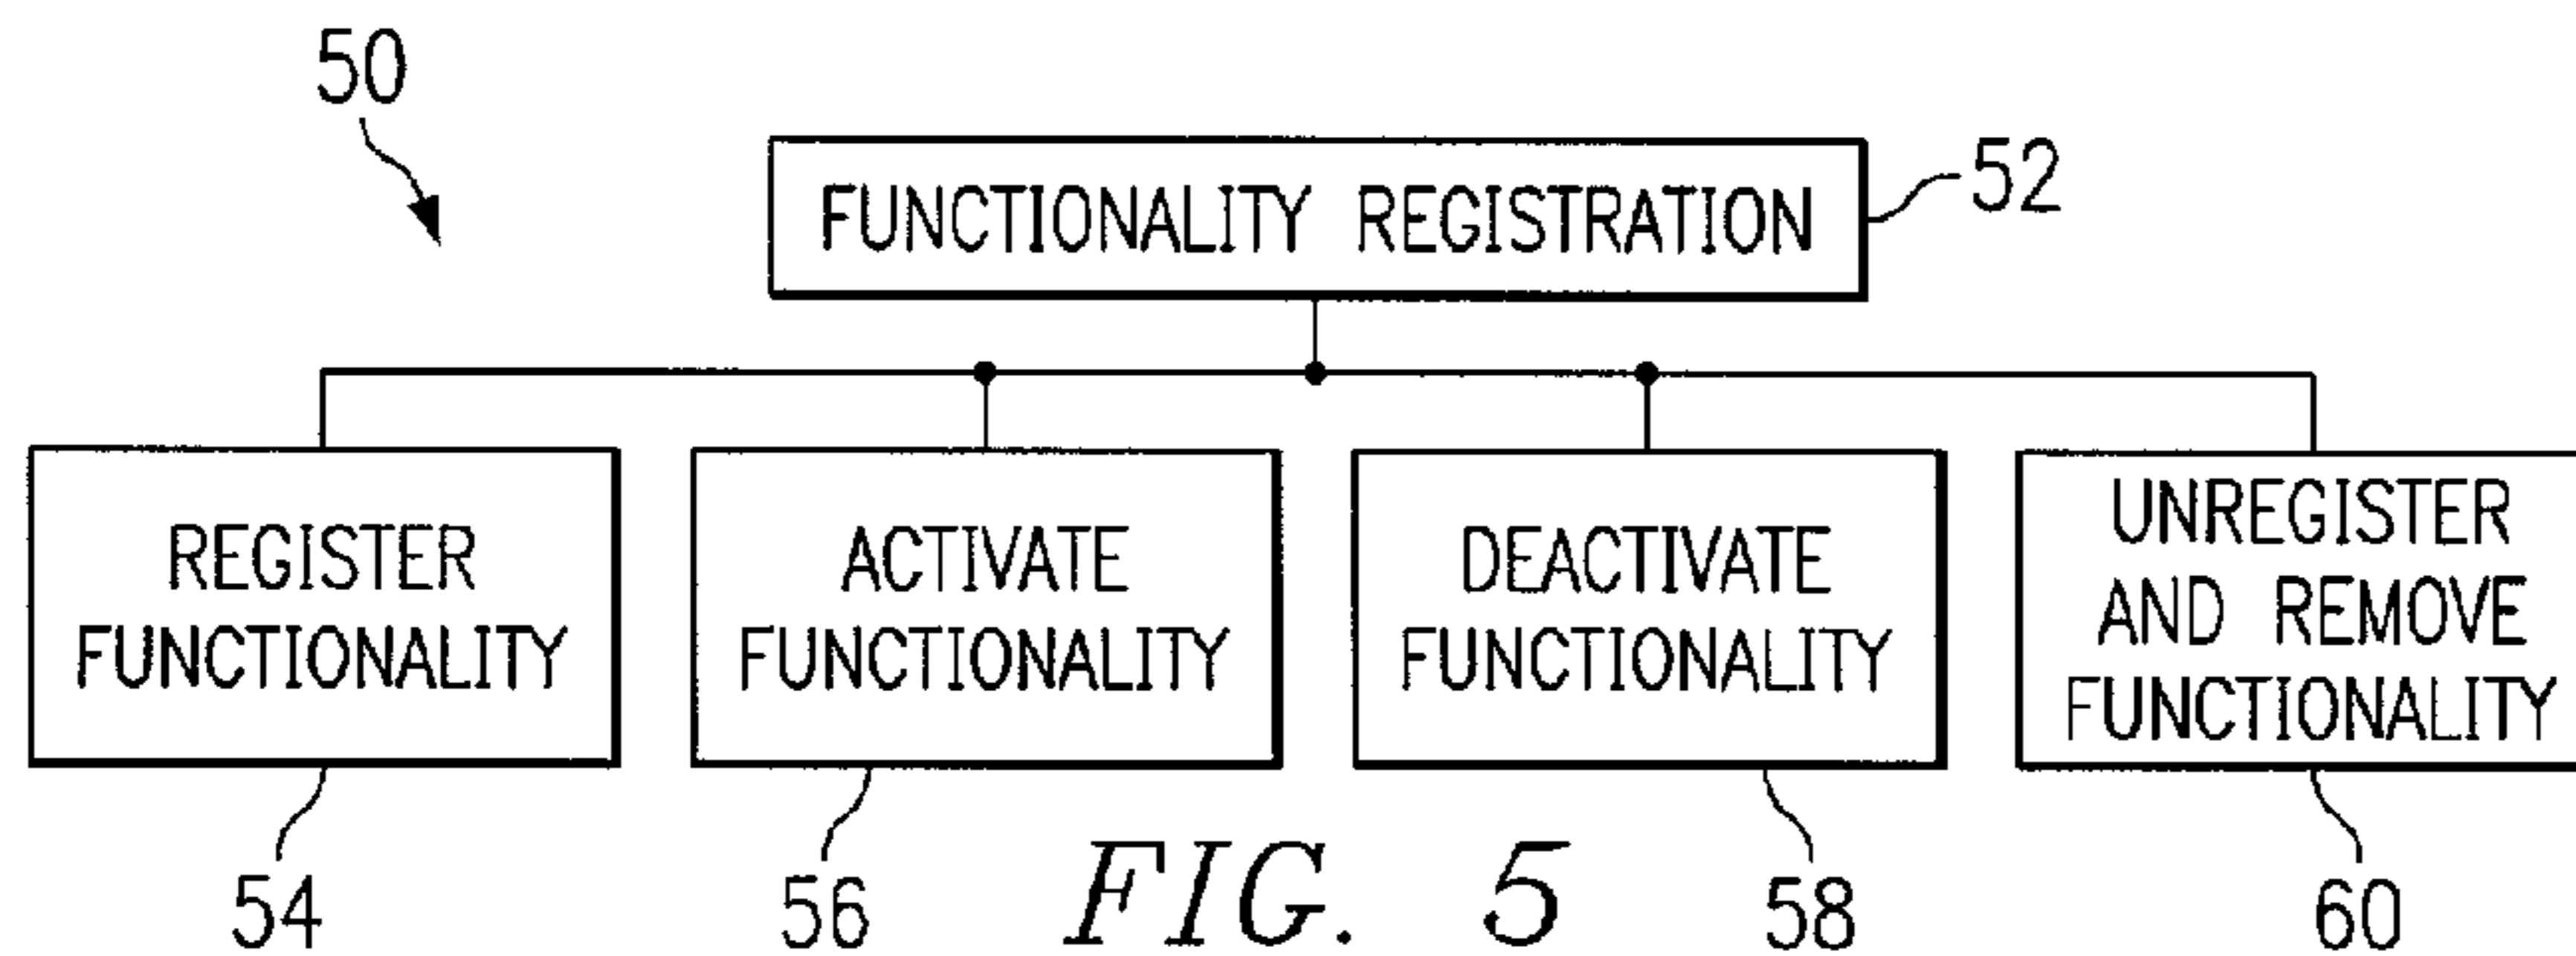 50
FUNCTIONALITY REGISTRATION
52
REGISTER
FUNCTIONALITY
ACTIVATE
FUNCTIONALITY
DEACTIVATE
FUNCTIONALITY
UNREGISTER
AND REMOVE
FUNCTIONALITY
54
56
58
60
FIG. 5